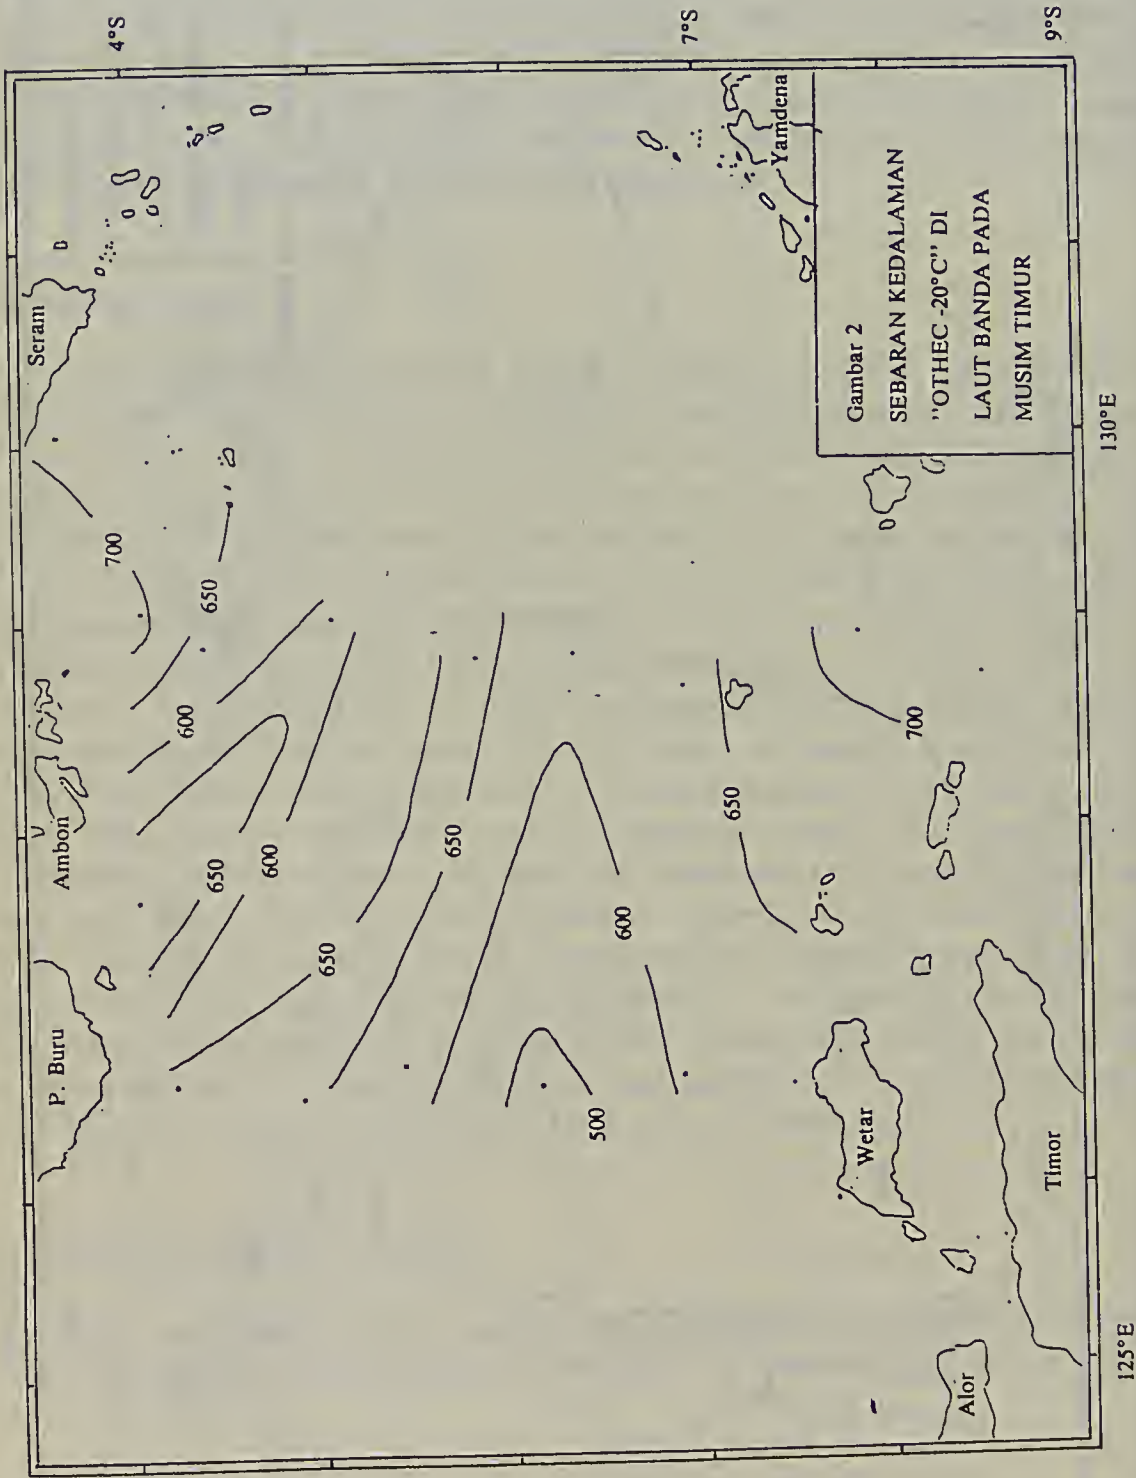 P. Buru
Ambon
Seram
4°S
700
600
650
650
600
650
650
500
600
7°S
650
Yamdena
Wetar
700
Alor
Timor
Gambar 2
SEBARAN KEDALAMAN
"OTHEC -20°C" DI
LAUT BANDA PADA
MUSIM TIMUR
9°S
125°E
130°E